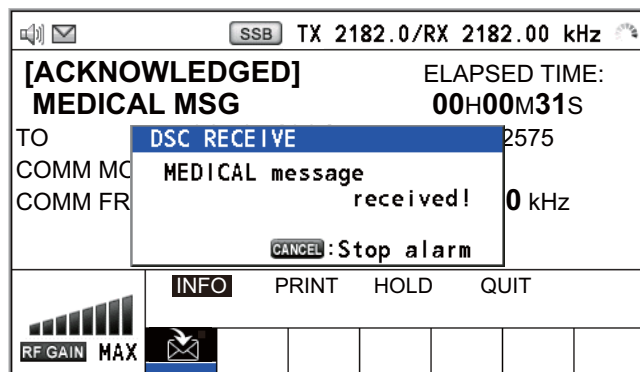 SSB TX 2182.0/RX 2182.00 kHz
[ACKNOWLEDGED] ELAPSED TIME:
MEDICAL MSG 00H00M31S
TO 2575
COMM MO
COMM FR 0 kHz
DSC RECEIVE
MEDICAL message
received!
CANCEL:Stop alarm
INFO PRINT HOLD QUIT
RF GAIN MAX